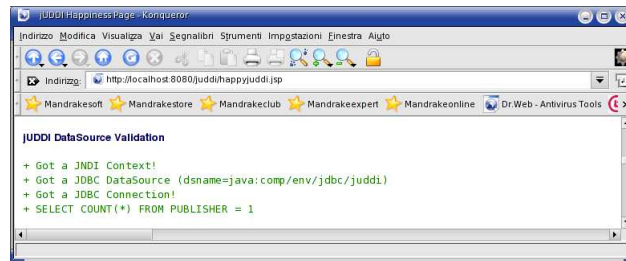 jUDDI Happiness Page - Konqueror
Indirizzo Modifica Visualizza Vai Segnalibri Strumenti Impostazioni Finestra Aiuto
Indirizzo: http://localhost:8080/juddi/happyjuddi.jsp
Mandrakesoft Mandrakestore Mandrakeclub Mandrakeexpert Mandrakeonline Dr.Web - Antivirus Tools
jUDDI DataSource Validation
+ Got a JNDI Context!
+ Got a JDBC DataSource (dsname=java:comp/env/jdbc/juddi)
+ Got a JDBC Connection!
+ SELECT COUNT(*) FROM PUBLISHER = 1